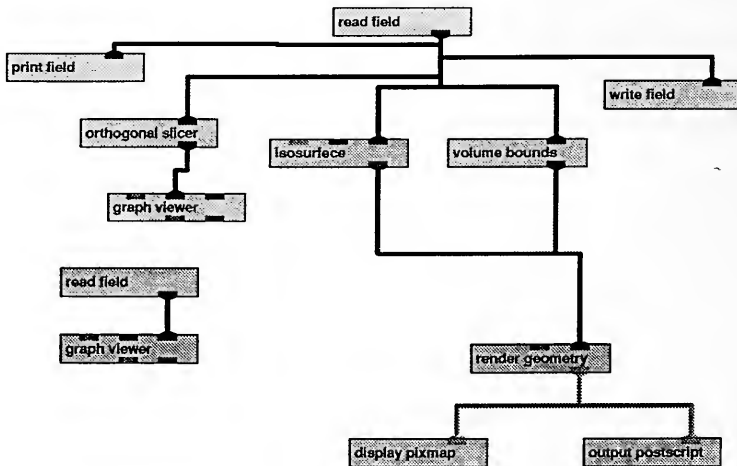 read field
print field
write field
orthogonal slicer
isosurface
volume bounds
graph viewer
read field
graph viewer
render geometry
display pixmap
output postscript